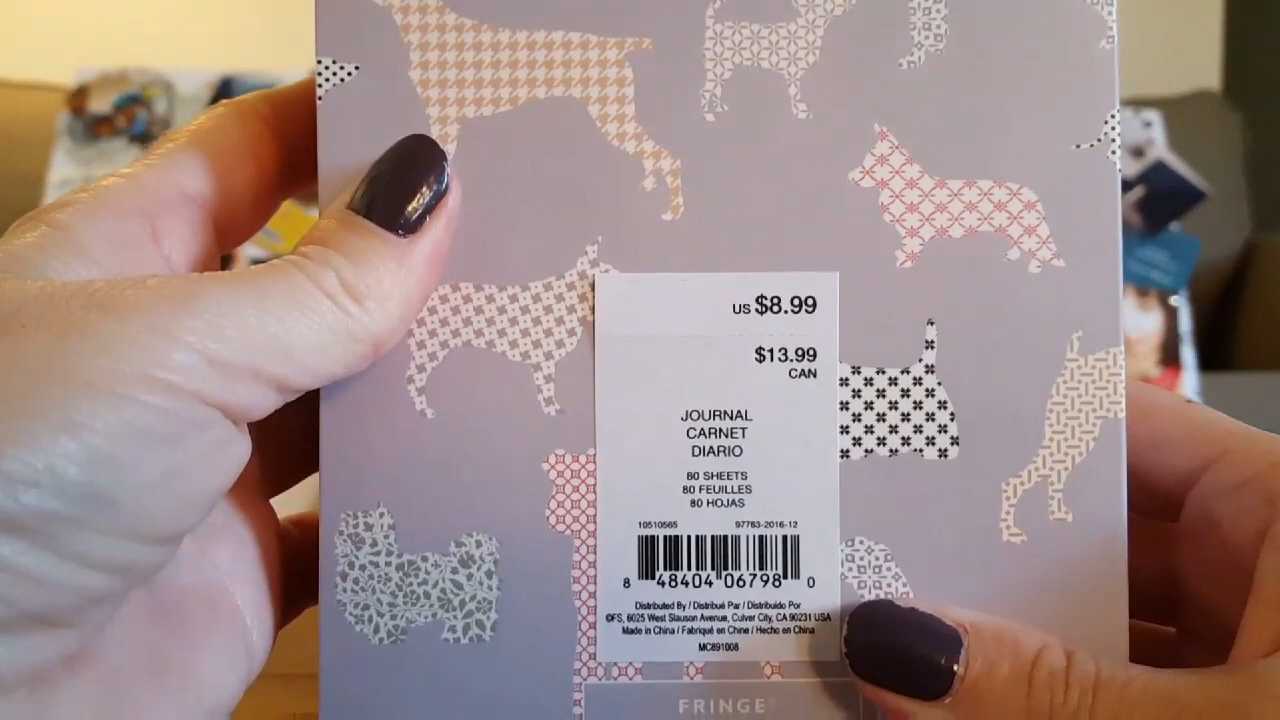 US $8.99
$13.99
CAN
JOURNAL
CARNET
DIARIO
80 SHEETS
80 FEUILLES
80 HOJAS
10510565 97763-2016-12
8 48404 06798 0
Distributed By / Distribué Par / Distribuido Por
©FS, 6025 West Slauson Avenue, Culver City, CA 90231 USA
Made in China / Fabriqué en Chine / Hecho en China
MC891008
FRINGE